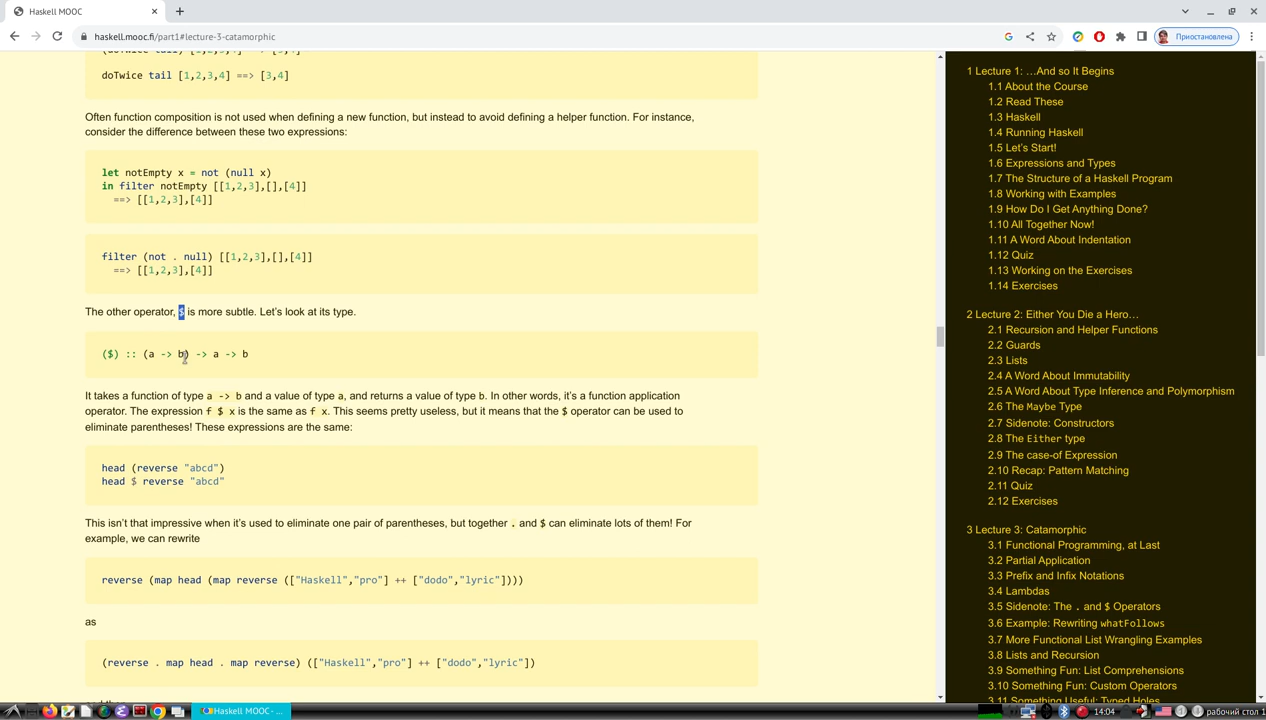 Haskell MOOC
haskell.mooc.fi/part1#lecture-3-catamorphic
Приостановлена
doTwice tail [1,2,3,4] ==> [3,4]
Often function composition is not used when defining a new function, but instead to avoid defining a helper function. For instance,
consider the difference between these two expressions:
let notEmpty x = not (null x)
in filter notEmpty [[1,2,3],[],[4]]
==> [[1,2,3],[4]]
filter (not . null) [[1,2,3],[],[4]]
==> [[1,2,3],[4]]
The other operator, $ is more subtle. Let's look at its type.
($) :: (a -> b) -> a -> b
It takes a function of type a -> b and a value of type a, and returns a value of type b. In other words, it's a function application
operator. The expression f $ x is the same as f x. This seems pretty useless, but it means that the $ operator can be used to
eliminate parentheses! These expressions are the same:
head (reverse "abcd")
head $ reverse "abcd"
This isn't that impressive when it's used to eliminate one pair of parentheses, but together . and $ can eliminate lots of them! For
example, we can rewrite
reverse (map head (map reverse (["Haskell","pro"] ++ ["dodo","lyric"])))
as
(reverse . map head . map reverse) (["Haskell","pro"] ++ ["dodo","lyric"])
1 Lecture 1: …And so It Begins
1.1 About the Course
1.2 Read These
1.3 Haskell
1.4 Running Haskell
1.5 Let's Start!
1.6 Expressions and Types
1.7 The Structure of a Haskell Program
1.8 Working with Examples
1.9 How Do I Get Anything Done?
1.10 All Together Now!
1.11 A Word About Indentation
1.12 Quiz
1.13 Working on the Exercises
1.14 Exercises
2 Lecture 2: Either You Die a Hero…
2.1 Recursion and Helper Functions
2.2 Guards
2.3 Lists
2.4 A Word About Immutability
2.5 A Word About Type Inference and Polymorphism
2.6 The Maybe Type
2.7 Sidenote: Constructors
2.8 The Either type
2.9 The case-of Expression
2.10 Recap: Pattern Matching
2.11 Quiz
2.12 Exercises
3 Lecture 3: Catamorphic
3.1 Functional Programming, at Last
3.2 Partial Application
3.3 Prefix and Infix Notations
3.4 Lambdas
3.5 Sidenote: The . and $ Operators
3.6 Example: Rewriting whatFollows
3.7 More Functional List Wrangling Examples
3.8 Lists and Recursion
3.9 Something Fun: List Comprehensions
3.10 Something Fun: Custom Operators
3.11 Something Useful: Typed Holes
Haskell MOOC - ...
14:04
рабочий стол 1